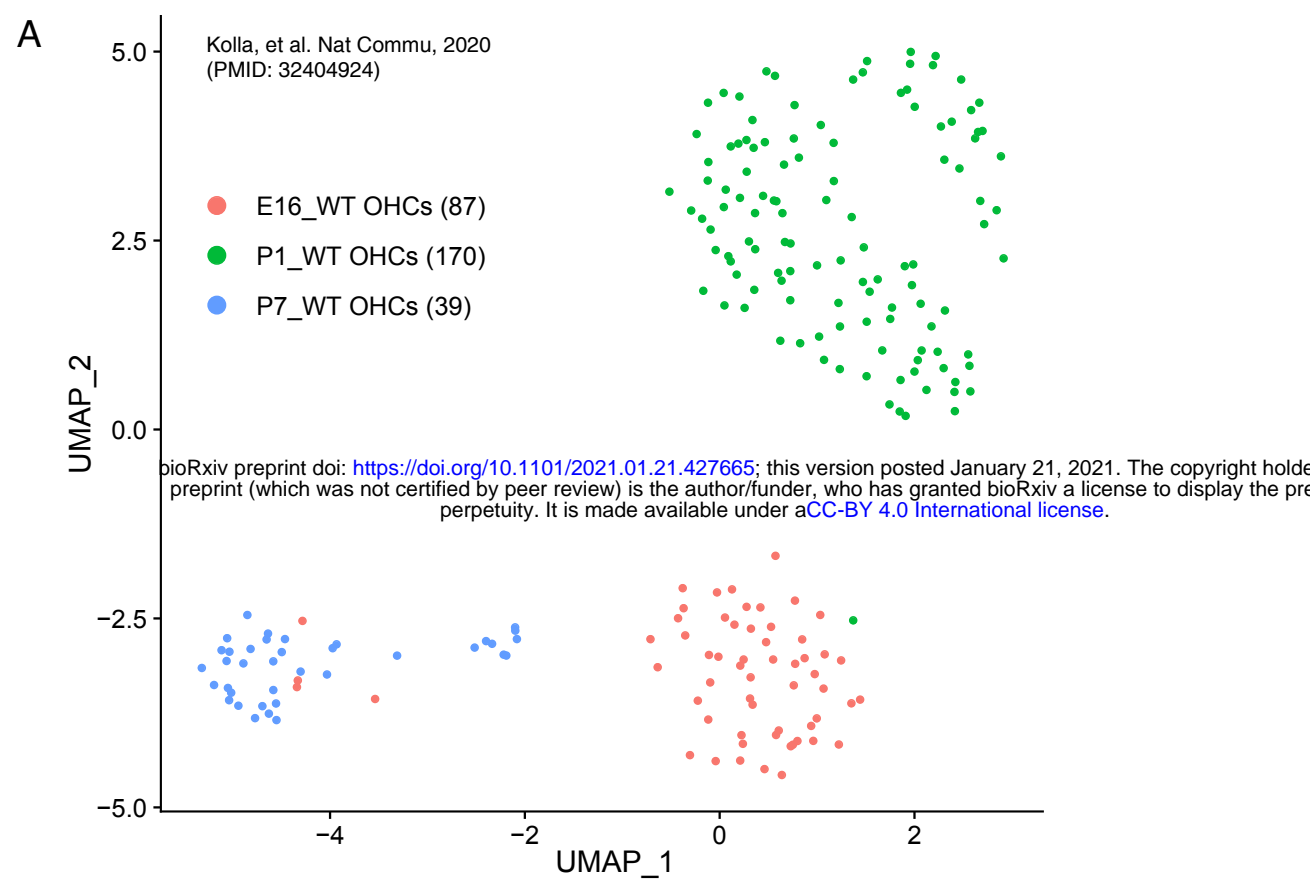 A
Kolla, et al. Nat Commu, 2020
(PMID: 32404924)
E16_WT OHCs (87)
P1_WT OHCs (170)
P7_WT OHCs (39)
5.0
2.5
0.0
−2.5
−5.0
UMAP_2
bioRxiv preprint doi: https://doi.org/10.1101/2021.01.21.427665; this version posted January 21, 2021. The copyright holde
preprint (which was not certified by peer review) is the author/funder, who has granted bioRxiv a license to display the pre
perpetuity. It is made available under aCC-BY 4.0 International license.
−4 −2 0 2
UMAP_1